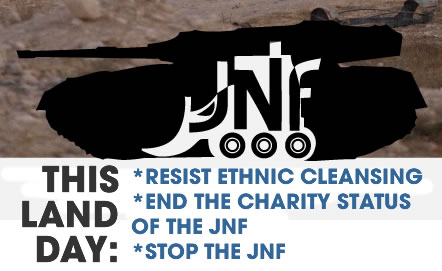 JNF
THIS
LAND
DAY:
*RESIST ETHNIC CLEANSING
*END THE CHARITY STATUS
OF THE JNF
*STOP THE JNF